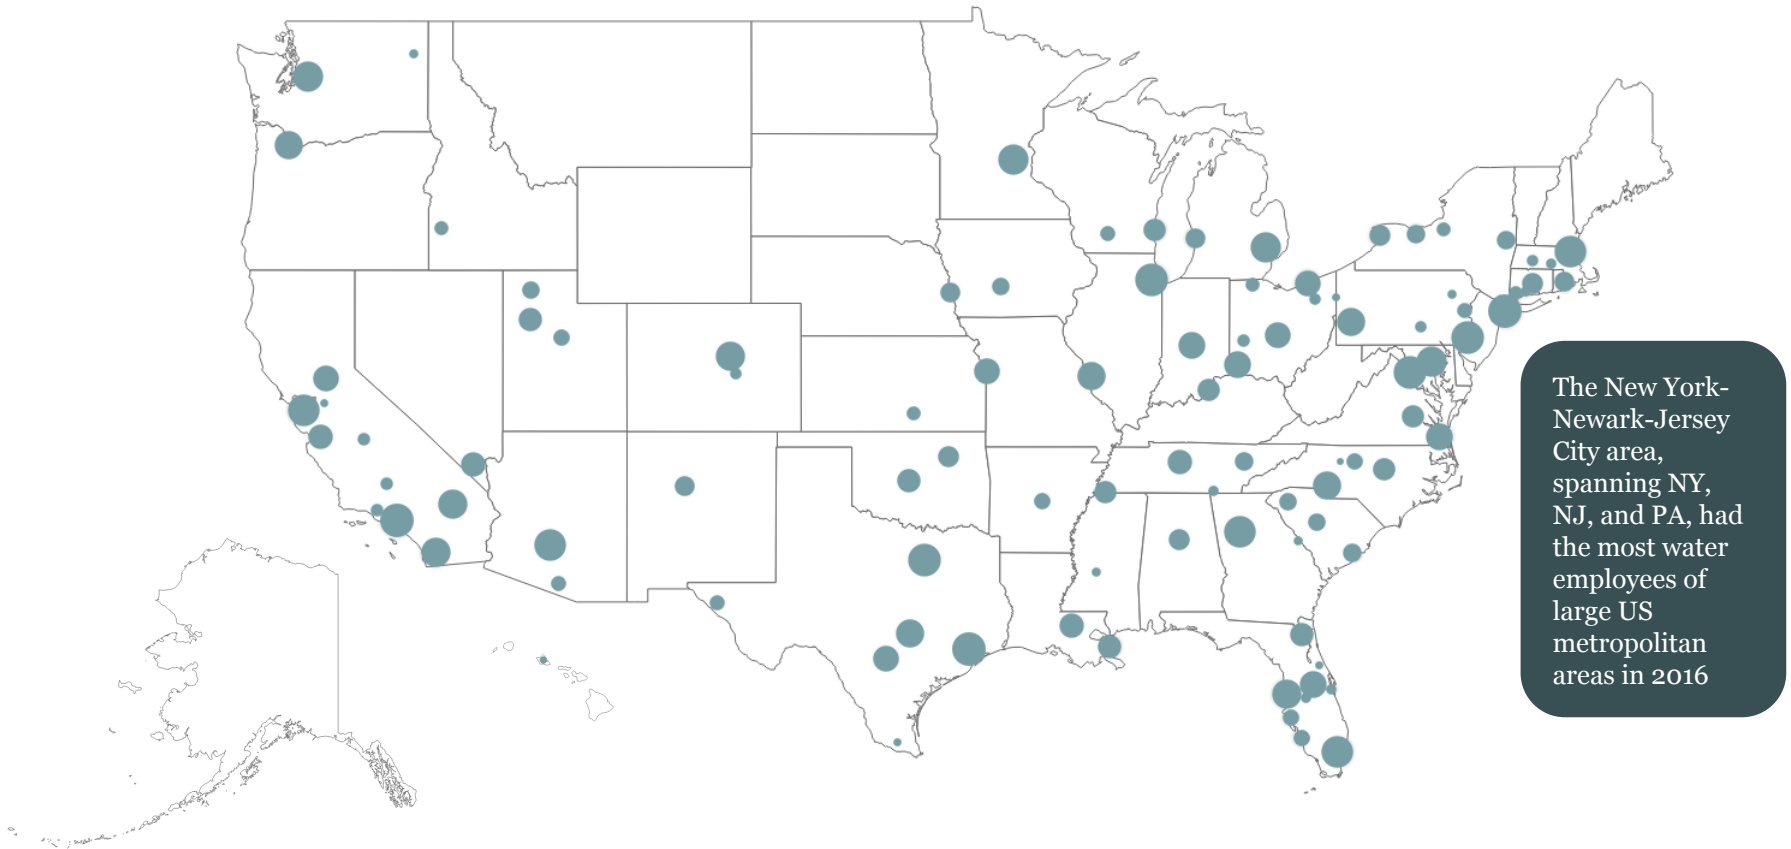 The New York-
Newark-Jersey
City area,
spanning NY,
NJ, and PA, had
the most water
employees of
large US
metropolitan
areas in 2016